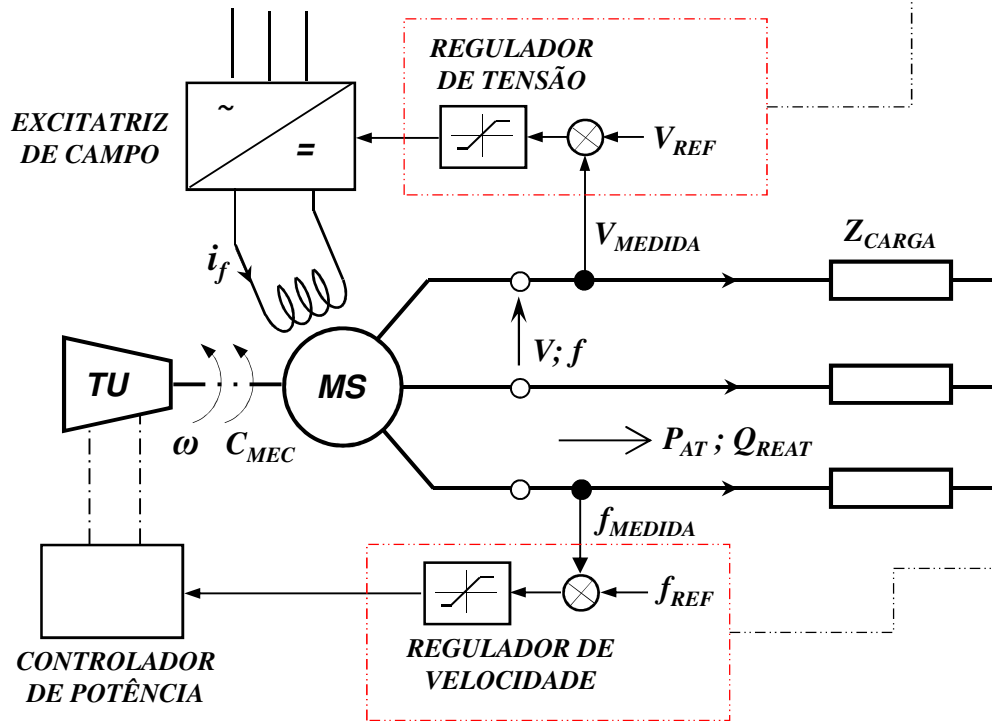 REGULADOR
DE TENSÃO
EXCITATRIZ
DE CAMPO
~
=
V_REF
V_MEDIDA
Z_CARGA
i_f
V; f
TU
MS
ω
C_MEC
P_AT ; Q_REAT
f_MEDIDA
f_REF
REGULADOR DE
VELOCIDADE
CONTROLADOR
DE POTÊNCIA